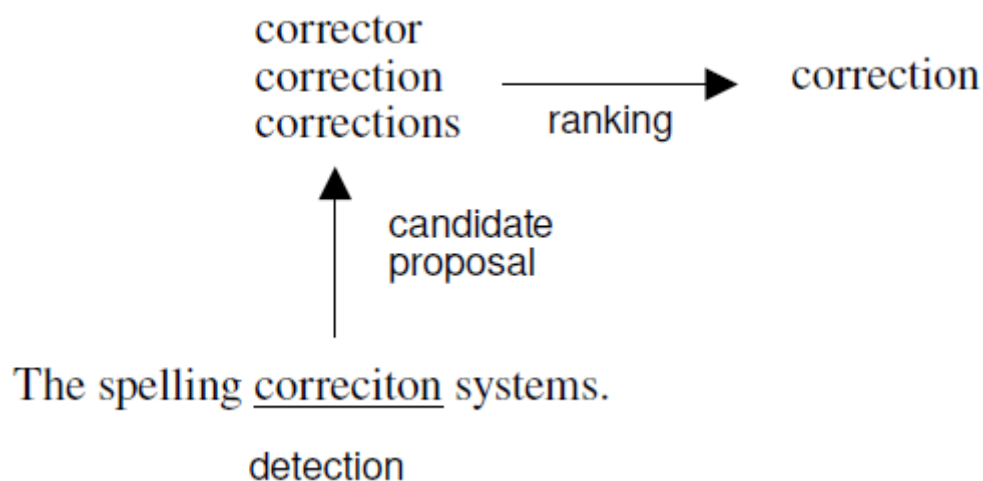 corrector
correction
corrections
ranking
correction
candidate
proposal
The spelling correciton systems.
detection